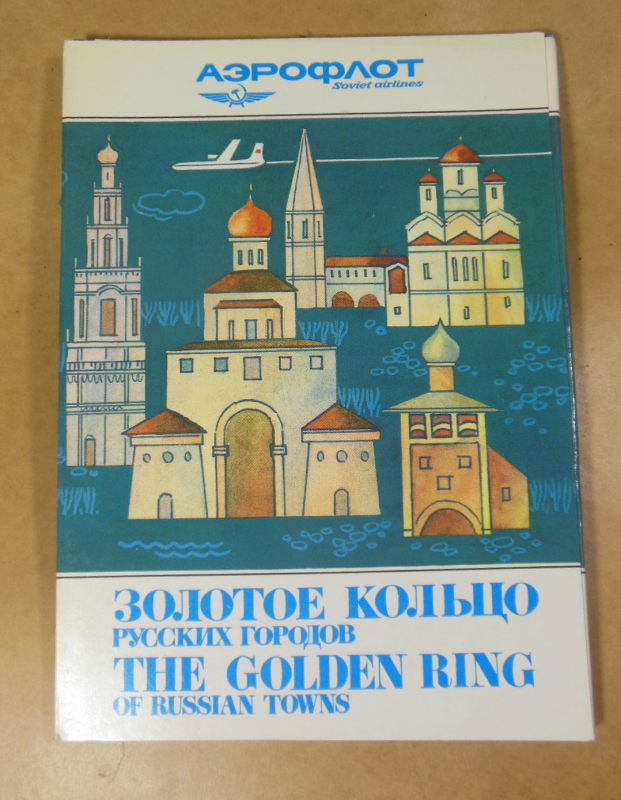 АЭРОФЛОТ
Soviet airlines
ЗОЛОТОЕ КОЛЬЦО
РУССКИХ ГОРОДОВ
THE GOLDEN RING
OF RUSSIAN TOWNS